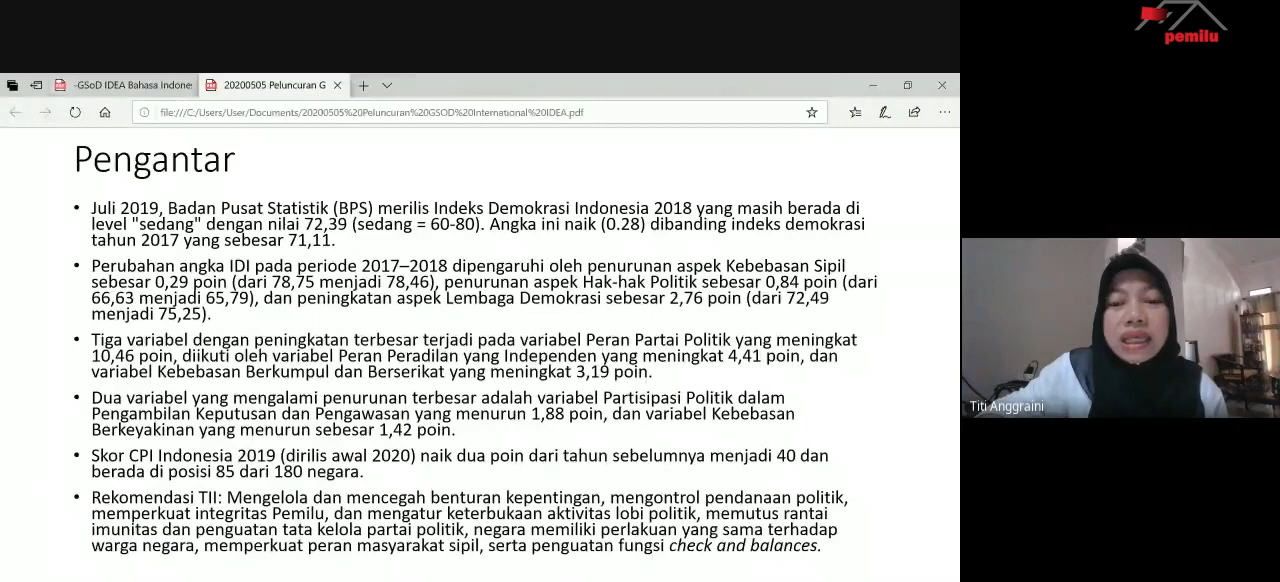 pemilu
-GSoD IDEA Bahasa Indones
20200505 Peluncuran G
file:///C:/Users/User/Documents/20200505%20Peluncuran%20GSOD%20International%20IDEA.pdf
Pengantar
• Juli 2019, Badan Pusat Statistik (BPS) merilis Indeks Demokrasi Indonesia 2018 yang masih berada di
level "sedang" dengan nilai 72,39 (sedang = 60-80). Angka ini naik (0.28) dibanding indeks demokrasi
tahun 2017 yang sebesar 71,11.
• Perubahan angka IDI pada periode 2017–2018 dipengaruhi oleh penurunan aspek Kebebasan Sipil
sebesar 0,29 poin (dari 78,75 menjadi 78,46), penurunan aspek Hak-hak Politik sebesar 0,84 poin (dari
66,63 menjadi 65,79), dan peningkatan aspek Lembaga Demokrasi sebesar 2,76 poin (dari 72,49
menjadi 75,25).
• Tiga variabel dengan peningkatan terbesar terjadi pada variabel Peran Partai Politik yang meningkat
10,46 poin, diikuti oleh variabel Peran Peradilan yang Independen yang meningkat 4,41 poin, dan
variabel Kebebasan Berkumpul dan Berserikat yang meningkat 3,19 poin.
• Dua variabel yang mengalami penurunan terbesar adalah variabel Partisipasi Politik dalam
Pengambilan Keputusan dan Pengawasan yang menurun 1,88 poin, dan variabel Kebebasan
Berkeyakinan yang menurun sebesar 1,42 poin.
• Skor CPI Indonesia 2019 (dirilis awal 2020) naik dua poin dari tahun sebelumnya menjadi 40 dan
berada di posisi 85 dari 180 negara.
• Rekomendasi TII: Mengelola dan mencegah benturan kepentingan, mengontrol pendanaan politik,
memperkuat integritas Pemilu, dan mengatur keterbukaan aktivitas lobi politik, memutus rantai
imunitas dan penguatan tata kelola partai politik, negara memiliki perlakuan yang sama terhadap
warga negara, memperkuat peran masyarakat sipil, serta penguatan fungsi check and balances.
Titi Anggraini